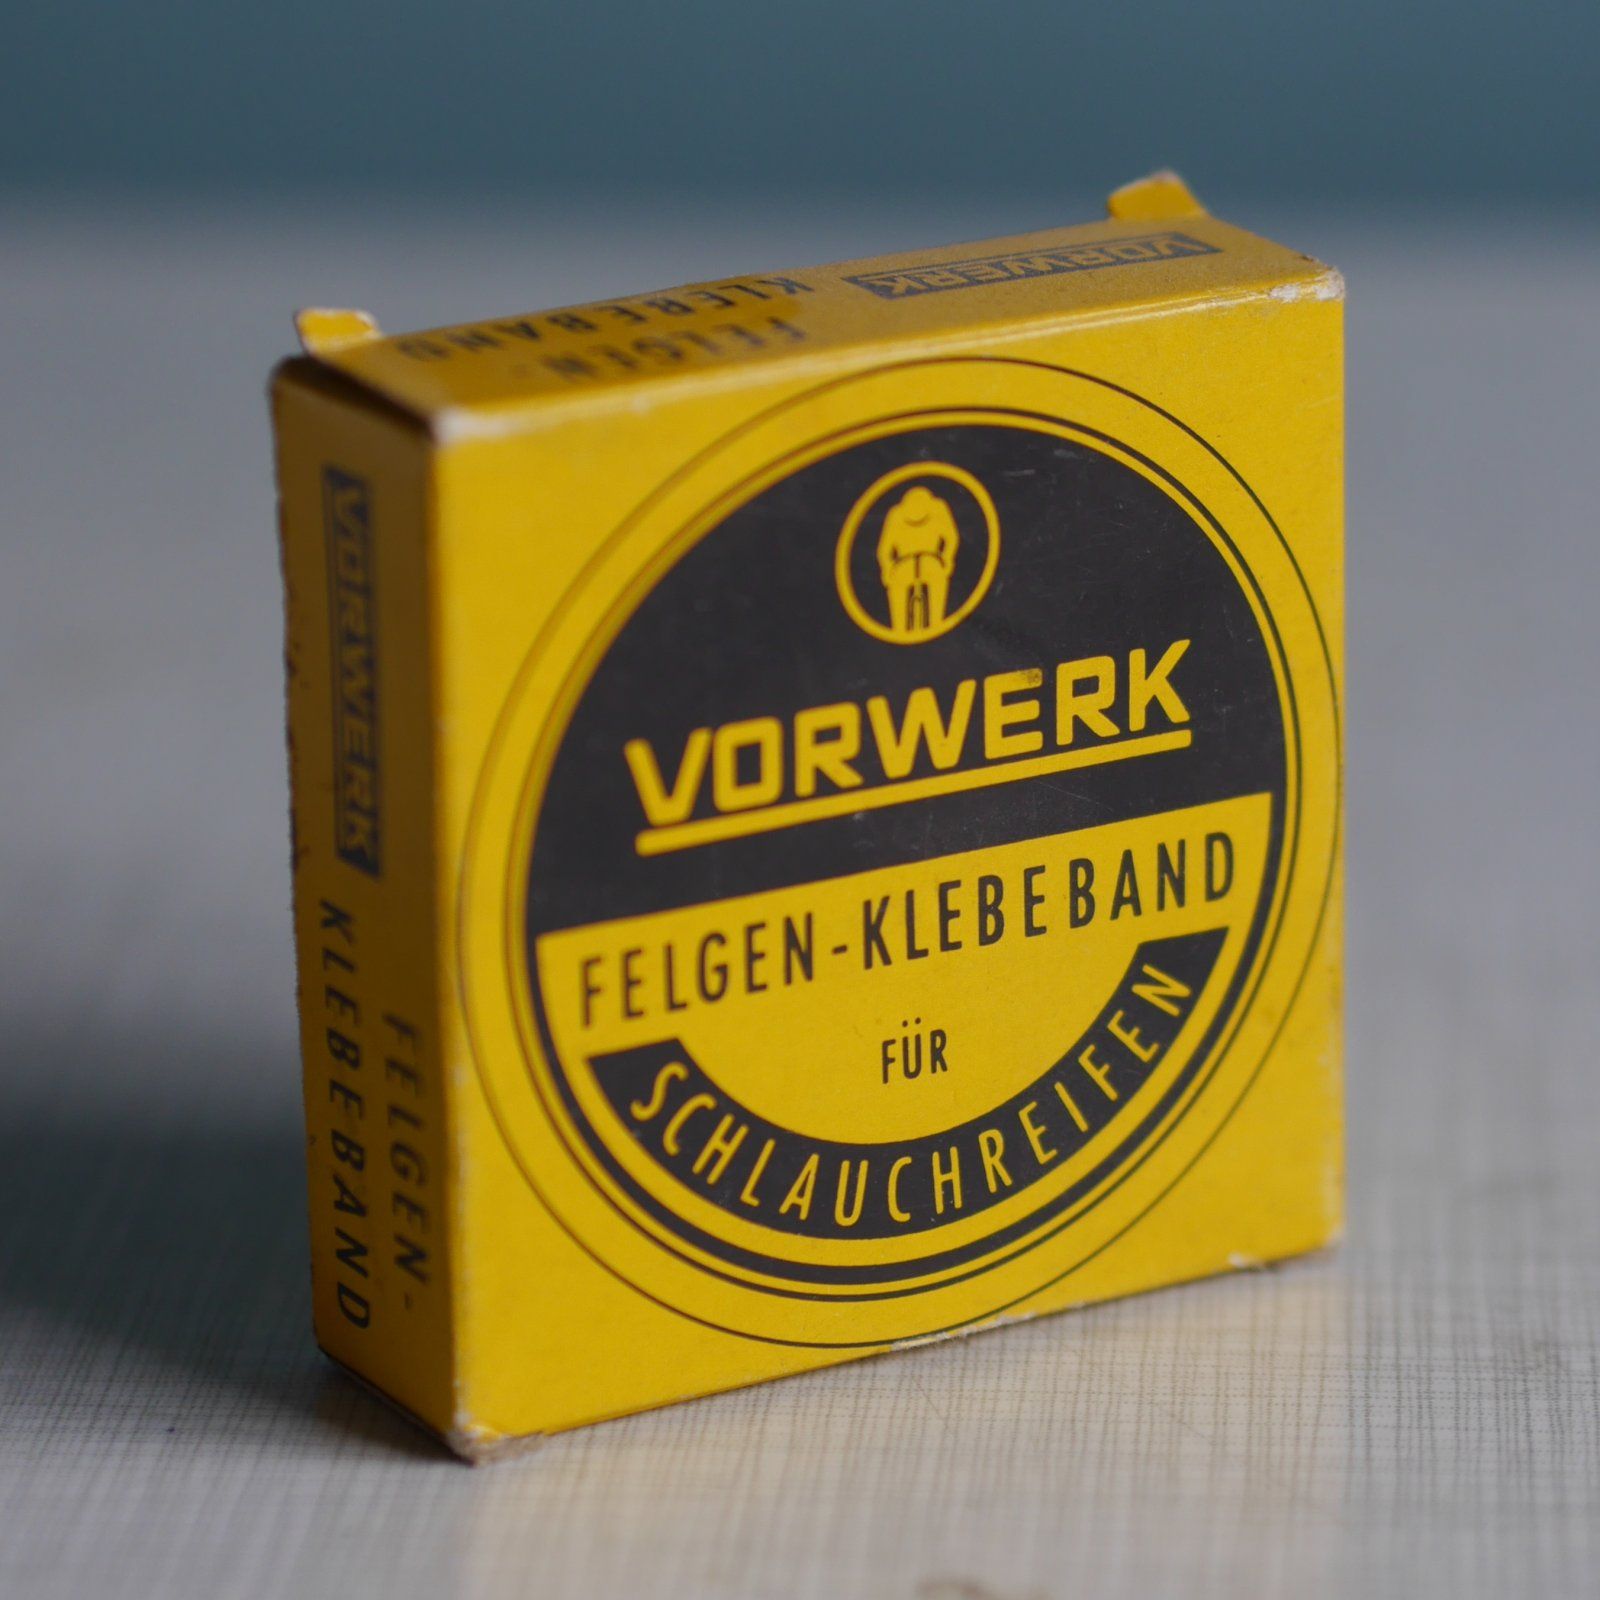 VORWERK
FELGEN-
KLEBEBAND
VORWERK
FELGEN-KLEBEBAND
FÜR
SCHLAUCHREIFEN
VORWERK
FELGEN-
KLEBEBAND